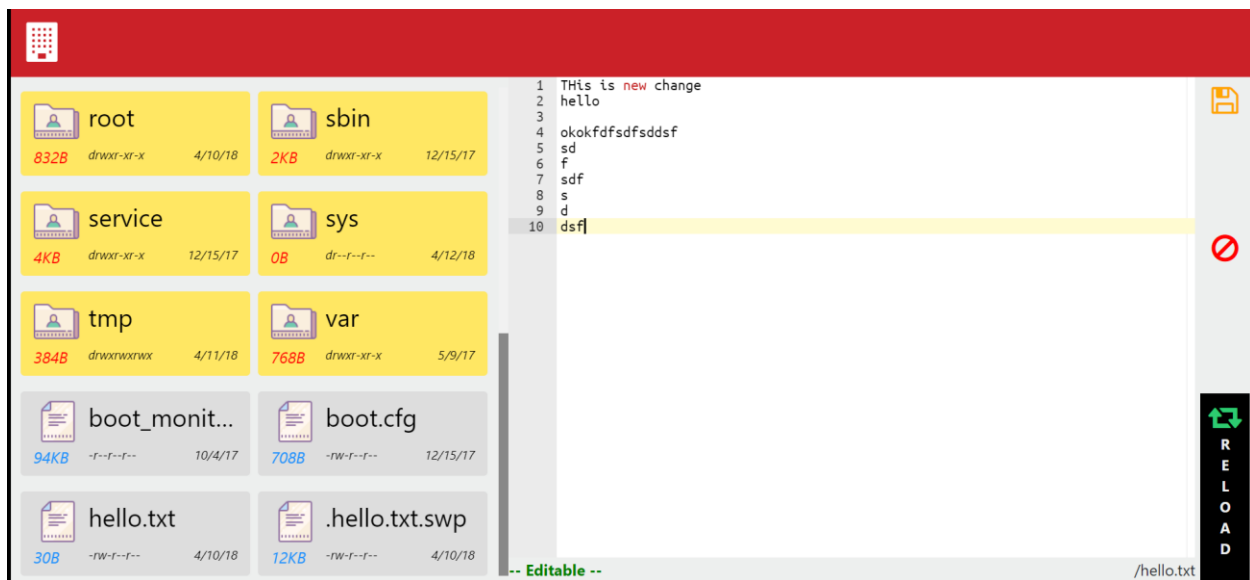 root
832B drwxr-xr-x 4/10/18
sbin
2KB drwxr-xr-x 12/15/17
service
4KB drwxr-xr-x 12/15/17
sys
0B dr--r--r-- 4/12/18
tmp
384B drwxrwxrwx 4/11/18
var
768B drwxr-xr-x 5/9/17
boot_monit...
94KB -r--r--r-- 10/4/17
boot.cfg
708B -rw-r--r-- 12/15/17
hello.txt
30B -rw-r--r-- 4/10/18
.hello.txt.swp
12KB -rw-r--r-- 4/10/18
1 THis is new change
2 hello
3
4 okokfdfsdfsddsf
5 sd
6 f
7 sdf
8 s
9 d
10 dsf
-- Editable --
/hello.txt
RELOAD